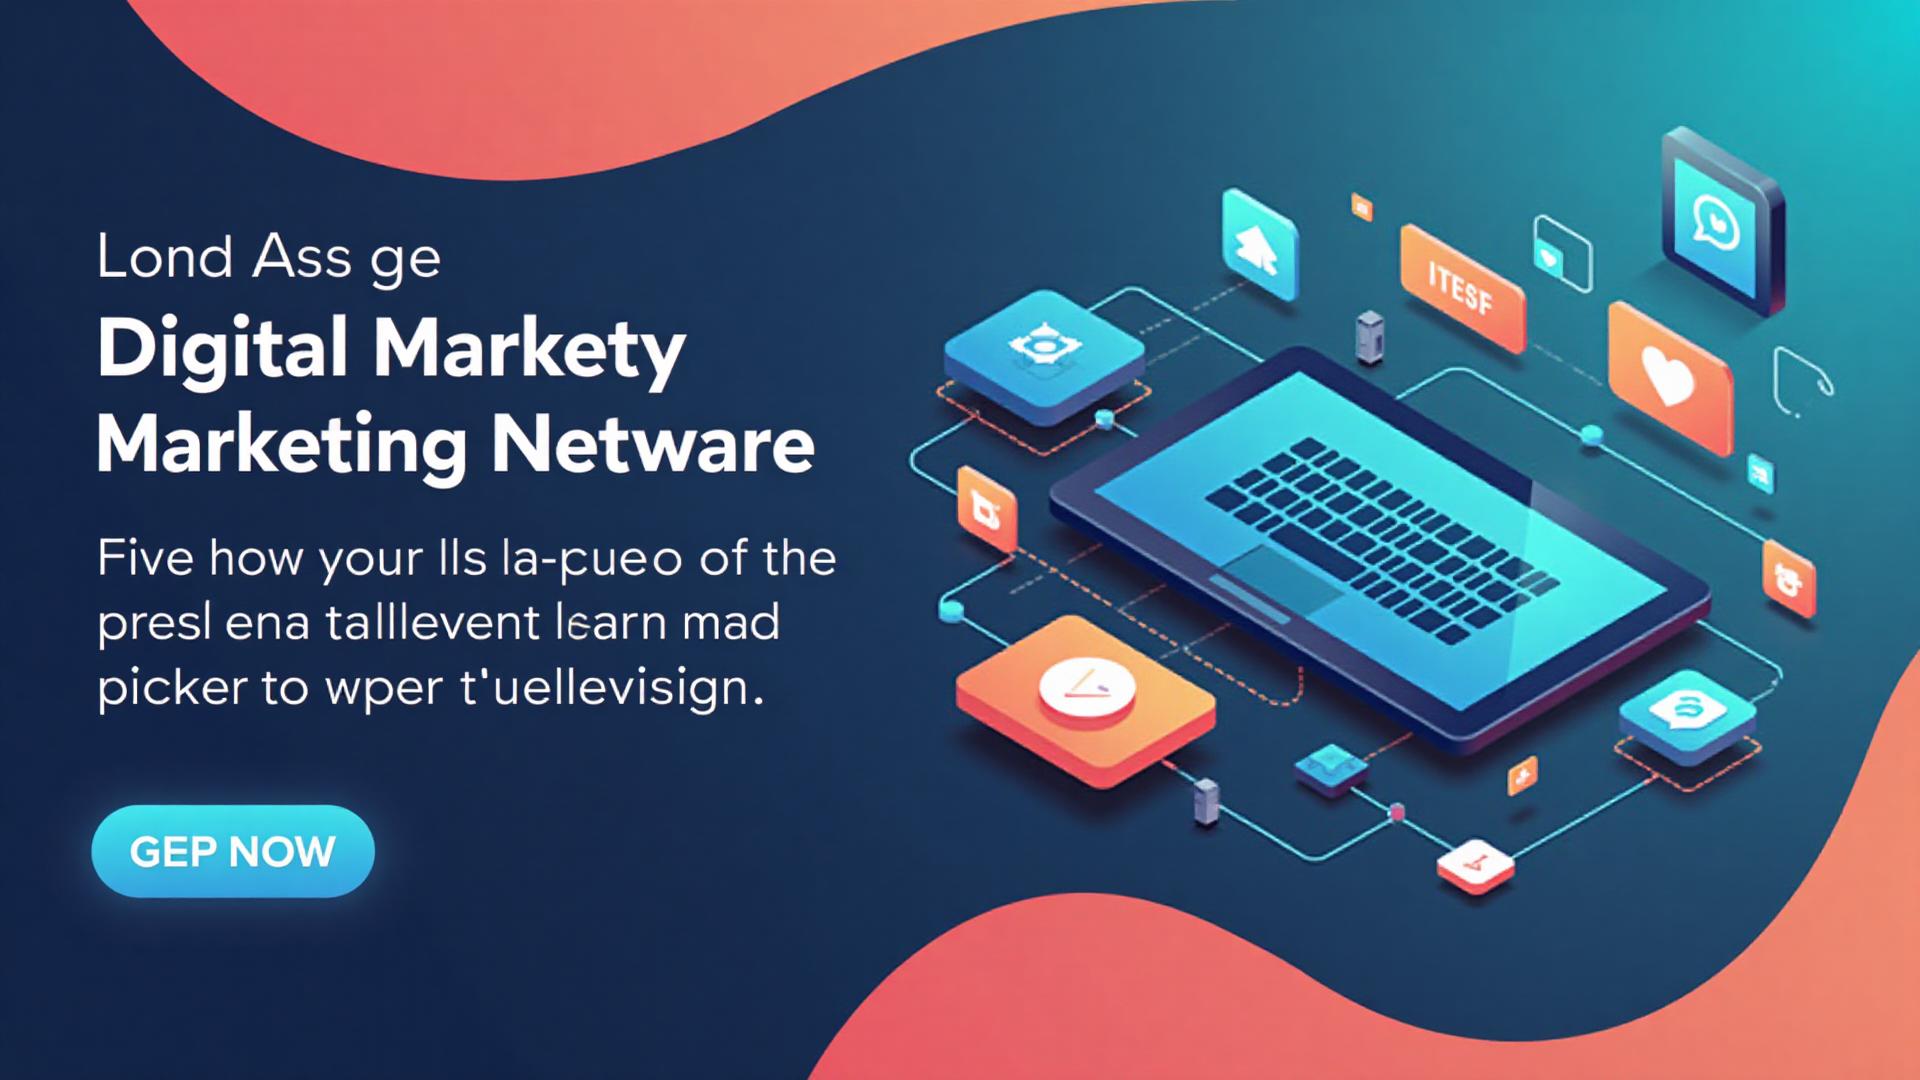 Lond Ass ge
Digital Markety
Marketing Netware
Five how your lls la-pueo of the
presl ena talllevent learn mad
picker to wper t'uellevisign.
GEP NOW
ITESF